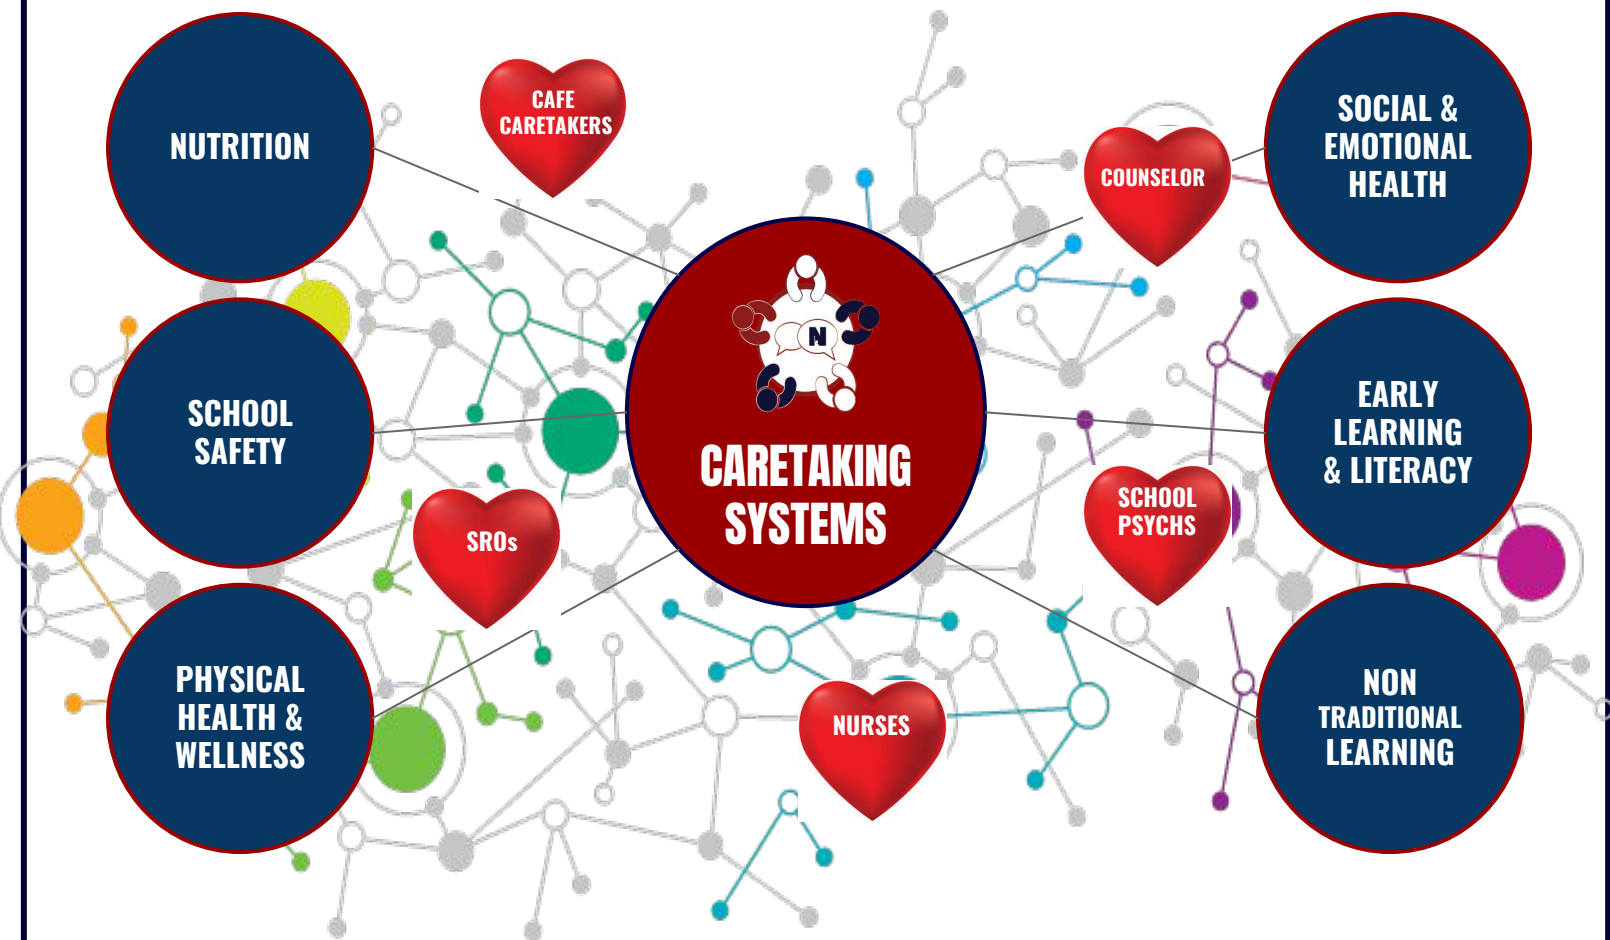 NUTRITION
CAFE
CARETAKERS
COUNSELOR
SOCIAL &
EMOTIONAL
HEALTH
SCHOOL
SAFETY
N
CARETAKING
SYSTEMS
EARLY
LEARNING
& LITERACY
SROs
SCHOOL
PSYCHS
PHYSICAL
HEALTH &
WELLNESS
NURSES
NON
TRADITIONAL
LEARNING